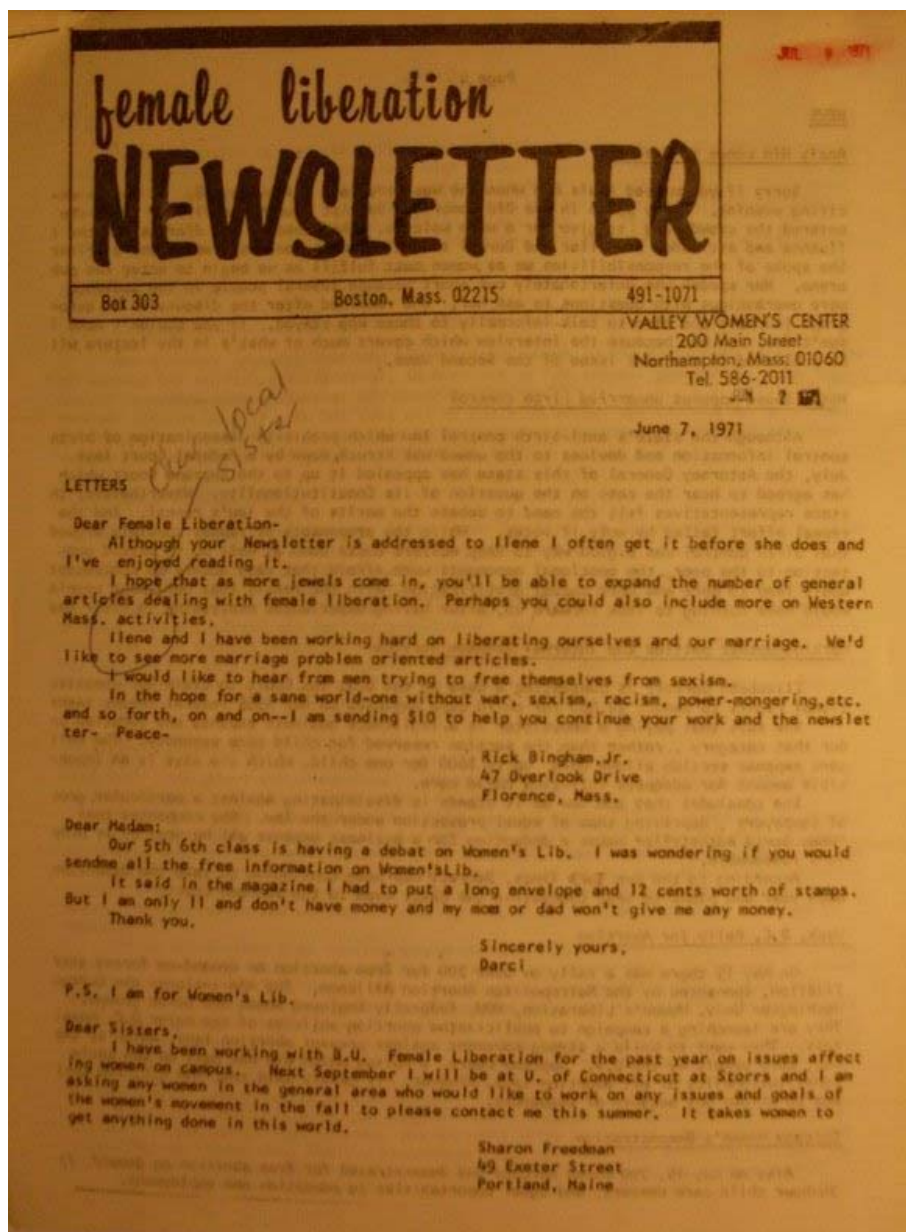 JUL 9 1971
female liberation
NEWSLETTER
Box 303 Boston, Mass. 02215 491-1071
VALLEY WOMEN'S CENTER
200 Main Street
Northampton, Mass. 01060
Tel. 586-2011
2 1971
June 7, 1971
local
sister
LETTERS
Dear Female Liberation-
Although your Newsletter is addressed to Ilene I often get it before she does and
I've enjoyed reading it.
I hope that as more jewels come in, you'll be able to expand the number of general
articles dealing with female liberation. Perhaps you could also include more on Western
Mass. activities.
Ilene and I have been working hard on liberating ourselves and our marriage. We'd
like to see more marriage problem oriented articles.
I would like to hear from men trying to free themselves from sexism.
In the hope for a sane world-one without war, sexism, racism, power-mongering,etc.
and so forth, on and on--I am sending $10 to help you continue your work and the newslet
ter- Peace-
Rick Bingham,Jr.
47 Overlook Drive
Florence, Mass.
Dear Madam:
Our 5th 6th class is having a debat on Women's Lib. I was wondering if you would
sendme all the free information on Women'sLib.
It said in the magazine I had to put a long envelope and 12 cents worth of stamps.
But I am only 11 and don't have money and my mom or dad won't give me any money.
Thank you.
Sincerely yours,
Darci
P.S. I am for Women's Lib.
Dear Sisters,
I have been working with B.U. Female Liberation for the past year on issues affect
ing women on campus. Next September I will be at U. of Connecticut at Storrs and I am
asking any women in the general area who would like to work on any issues and goals of
the women's movement in the fall to please contact me this summer. It takes women to
get anything done in this world.
Sharon Freedman
49 Exeter Street
Portland, Maine